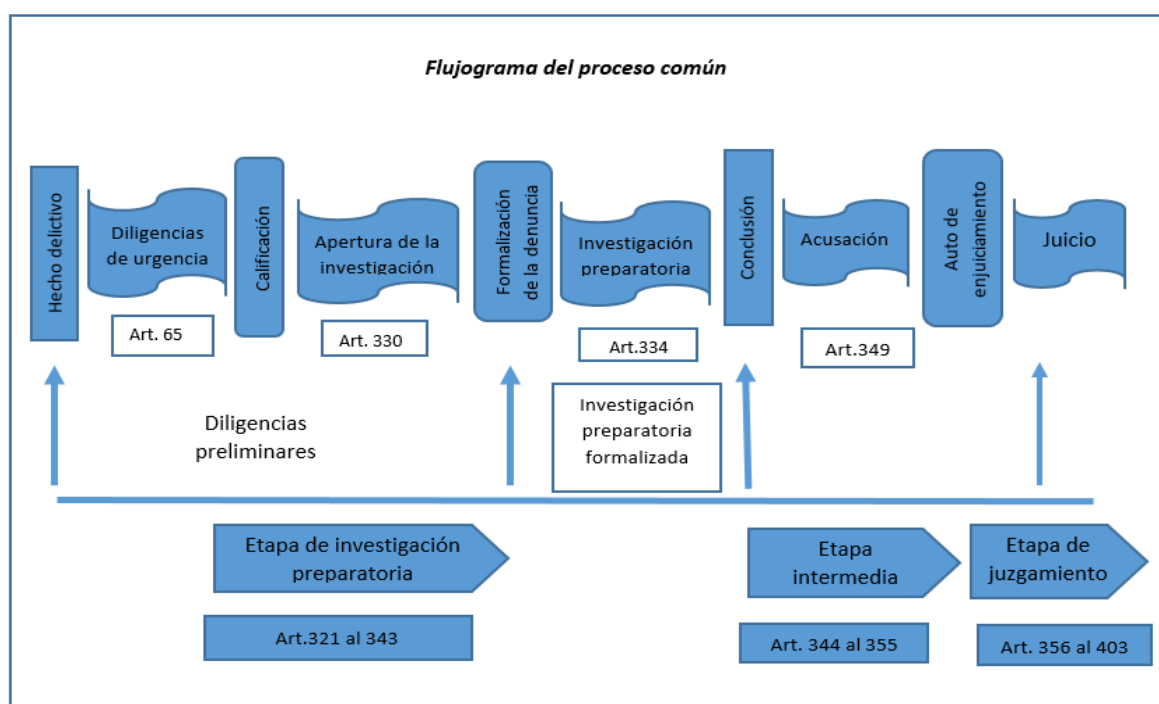 Flujograma del proceso común
Hecho delictivo
Diligencias
de urgencia
Calificación
Apertura de la
investigación
Formalización
de la denuncia
Investigación
preparatoria
Conclusión
Acusación
Auto de
enjuiciamiento
Juicio
Art. 65
Art. 330
Art.334
Art.349
Diligencias
preliminares
Investigación
preparatoria
formalizada
Etapa de investigación
preparatoria
Etapa
intermedia
Etapa de
juzgamiento
Art.321 al 343
Art. 344 al 355
Art. 356 al 403